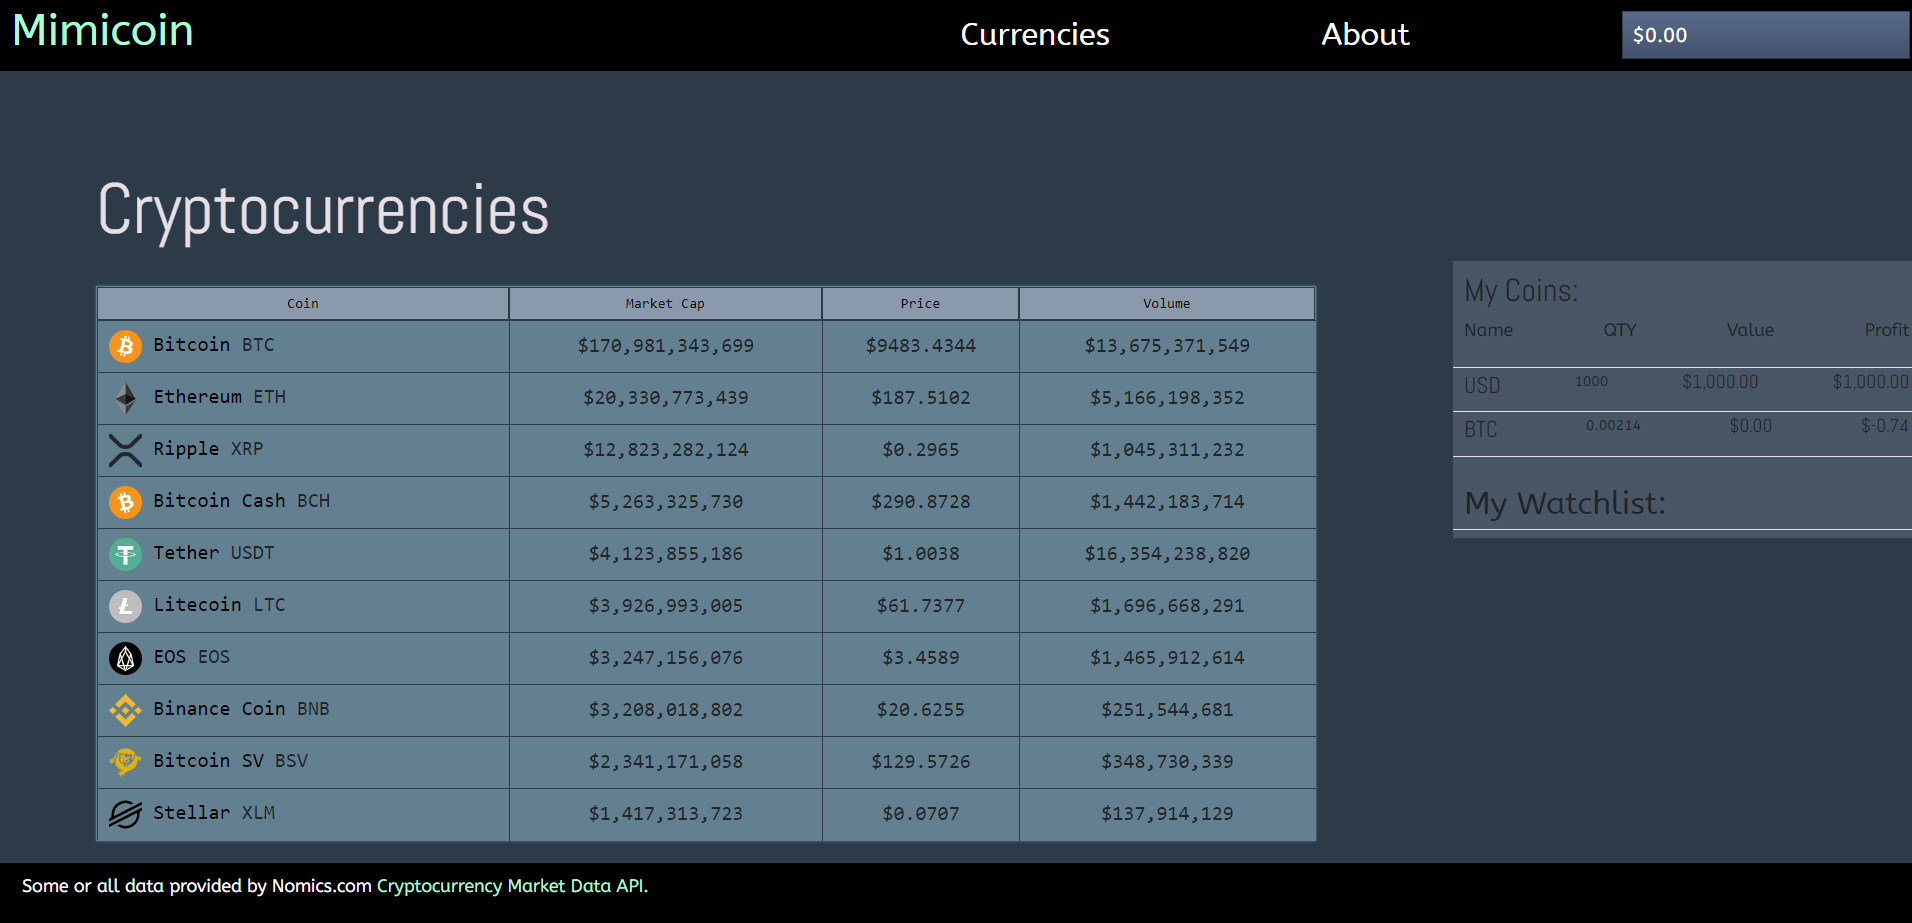 Mimicoin Currencies About $0.00
Cryptocurrencies
Coin Market Cap Price Volume
Bitcoin BTC $170,981,343,699 $9483.4344 $13,675,371,549
Ethereum ETH $20,330,773,439 $187.5102 $5,166,198,352
Ripple XRP $12,823,282,124 $0.2965 $1,045,311,232
Bitcoin Cash BCH $5,263,325,730 $290.8728 $1,442,183,714
Tether USDT $4,123,855,186 $1.0038 $16,354,238,820
Litecoin LTC $3,926,993,005 $61.7377 $1,696,668,291
EOS EOS $3,247,156,076 $3.4589 $1,465,912,614
Binance Coin BNB $3,208,018,802 $20.6255 $251,544,681
Bitcoin SV BSV $2,341,171,058 $129.5726 $348,730,339
Stellar XLM $1,417,313,723 $0.0707 $137,914,129
My Coins:
Name QTY Value Profit
USD 1000 $1,000.00 $1,000.00
BTC 0.00214 $0.00 $-0.74
My Watchlist:
Some or all data provided by Nomics.com Cryptocurrency Market Data API.